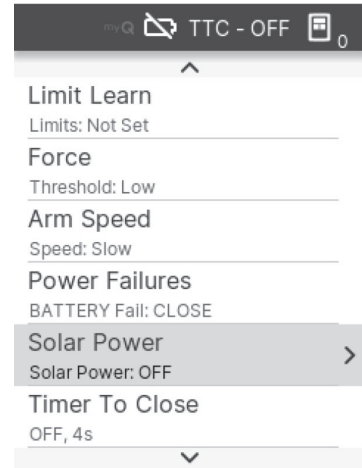 myQ TTC - OFF 0
Limit Learn
Limits: Not Set
Force
Threshold: Low
Arm Speed
Speed: Slow
Power Failures
BATTERY Fail: CLOSE
Solar Power
Solar Power: OFF
Timer To Close
OFF, 4s